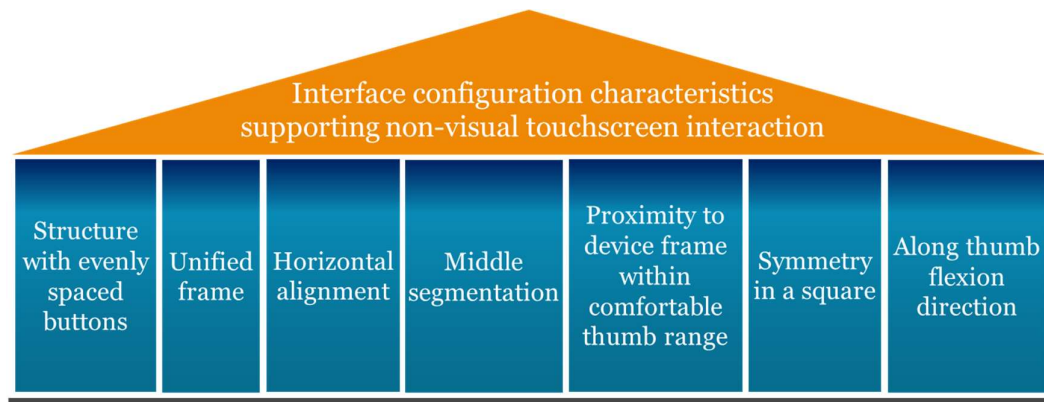 Interface configuration characteristics
supporting non-visual touchscreen interaction
Structure
with evenly
spaced
buttons
Unified
frame
Horizontal
alignment
Middle
segmentation
Proximity to
device frame
within
comfortable
thumb range
Symmetry
in a square
Along thumb
flexion
direction